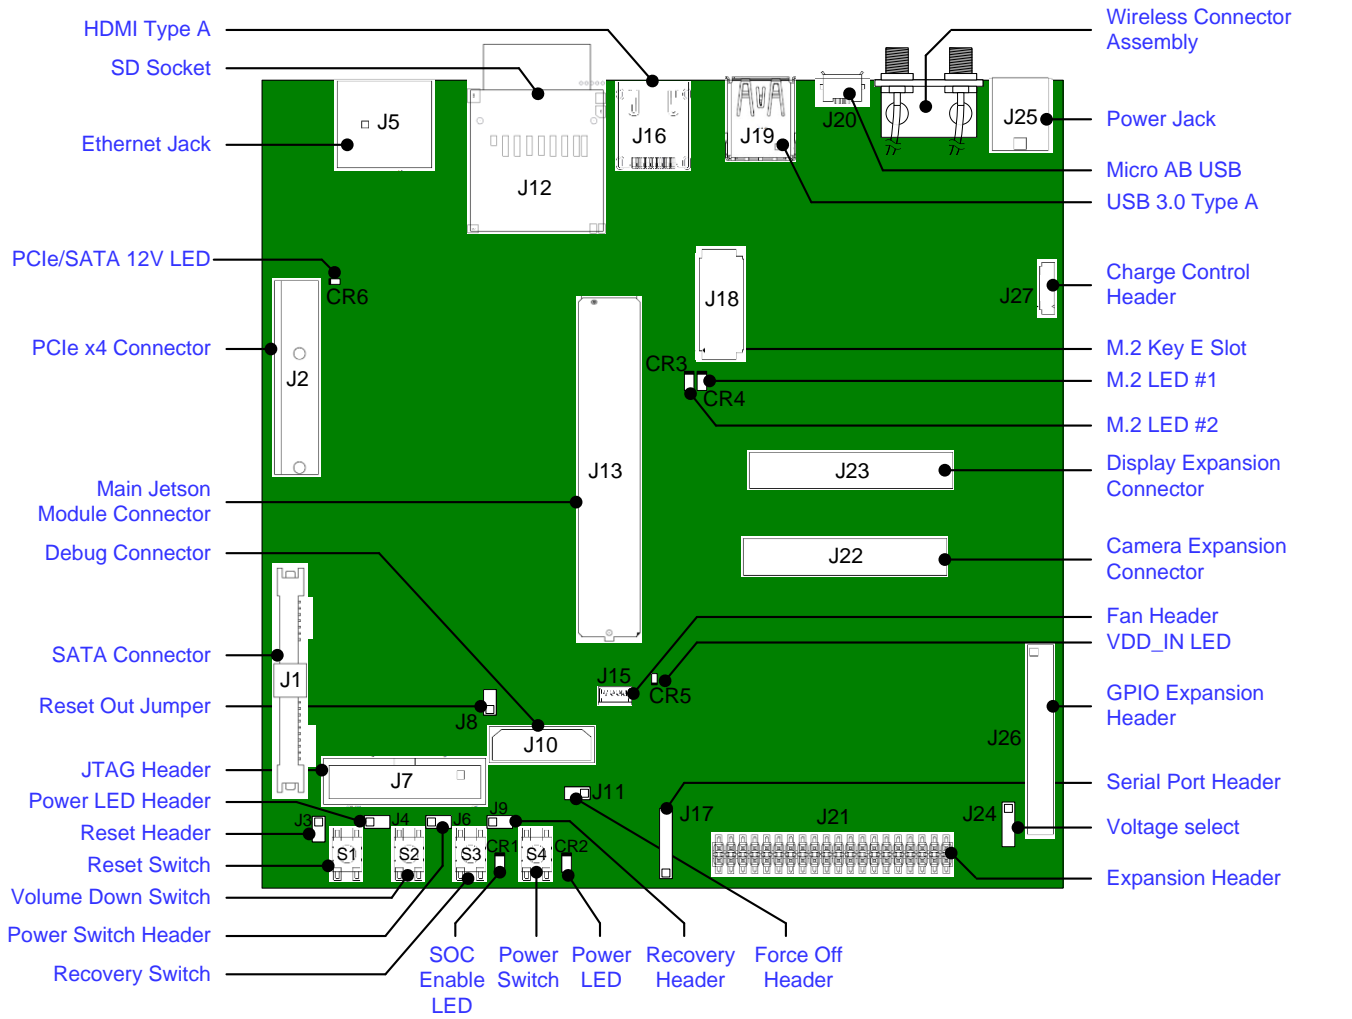 HDMI Type A
SD Socket
Ethernet Jack
PCIe/SATA 12V LED
PCIe x4 Connector
Main Jetson
Module Connector
Debug Connector
SATA Connector
Reset Out Jumper
JTAG Header
Power LED Header
Reset Header
Reset Switch
Volume Down Switch
Power Switch Header
Recovery Switch
J5
J12
J16
J19
J20
J25
CR6
J2
J18
J27
CR3
CR4
J13
J23
J22
J1
J15
CR5
J8
J10
J26
J7
J11
J3
J4
J6
J9
J17
J21
J24
S1
S2
S3
CR1
S4
CR2
SOC
Enable
LED
Power
Switch
Power
LED
Recovery
Header
Force Off
Header
Wireless Connector
Assembly
Power Jack
Micro AB USB
USB 3.0 Type A
Charge Control
Header
M.2 Key E Slot
M.2 LED #1
M.2 LED #2
Display Expansion
Connector
Camera Expansion
Connector
Fan Header
VDD_IN LED
GPIO Expansion
Header
Serial Port Header
Voltage select
Expansion Header